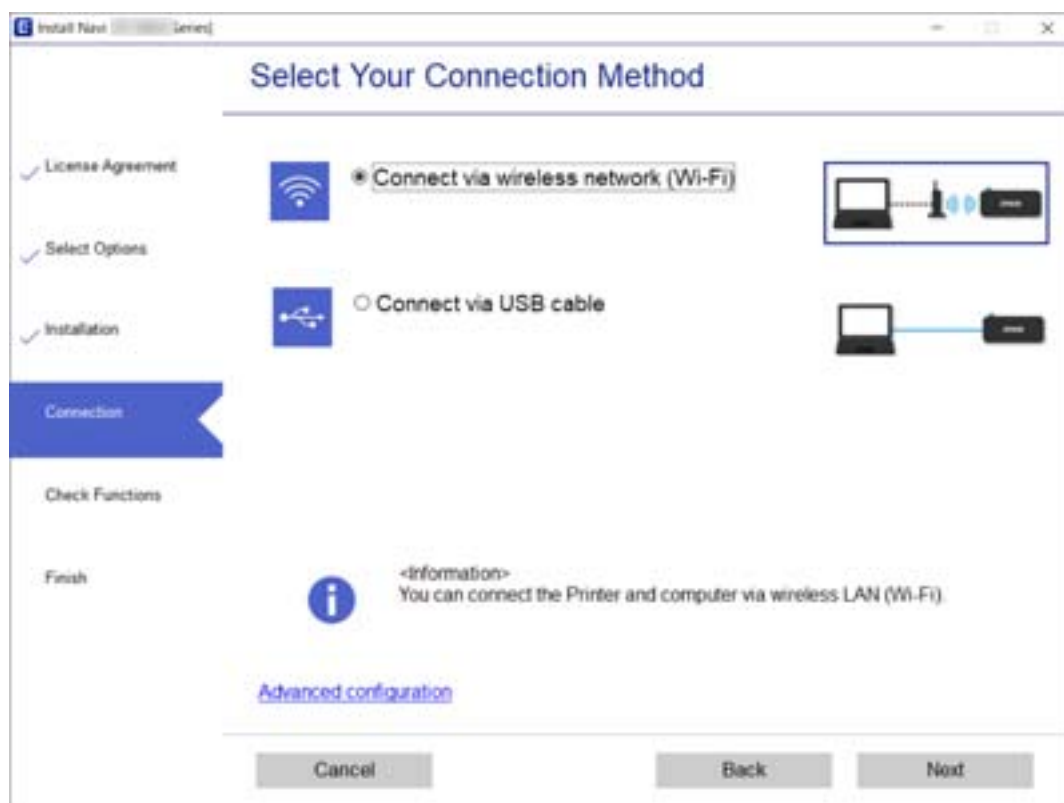 Install Navi Series]
Select Your Connection Method
License Agreement
Select Options
Installation
Connection
Check Functions
Finish
Connect via wireless network (Wi-Fi)
Connect via USB cable
<Information>
You can connect the Printer and computer via wireless LAN (Wi-Fi).
Advanced configuration
Cancel
Back
Next